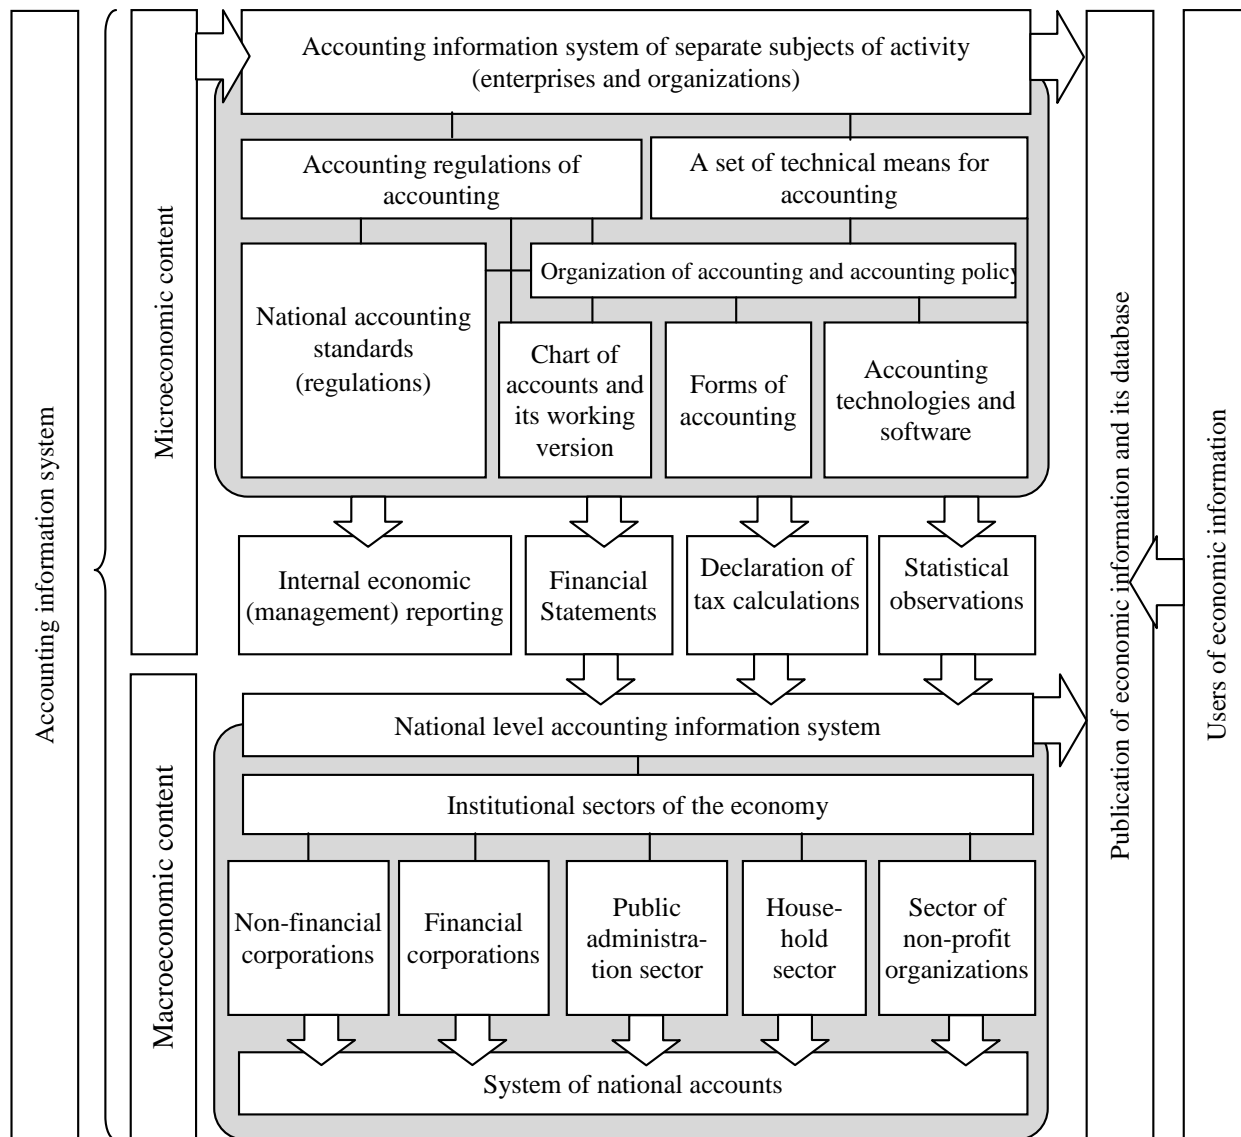 Accounting information system
Microeconomic content
Accounting information system of separate subjects of activity
(enterprises and organizations)
Accounting regulations of
accounting
A set of technical means for
accounting
National accounting
standards
(regulations)
Organization of accounting and accounting policy
Chart of
accounts and
its working
version
Forms of
accounting
Accounting
technologies and
software
Internal economic
(management) reporting
Financial
Statements
Declaration of
tax calculations
Statistical
observations
Macroeconomic content
National level accounting information system
Institutional sectors of the economy
Non-financial
corporations
Financial
corporations
Public
administra-
tion sector
House-
hold
sector
Sector of
non-profit
organizations
System of national accounts
Publication of economic information and its database
Users of economic information